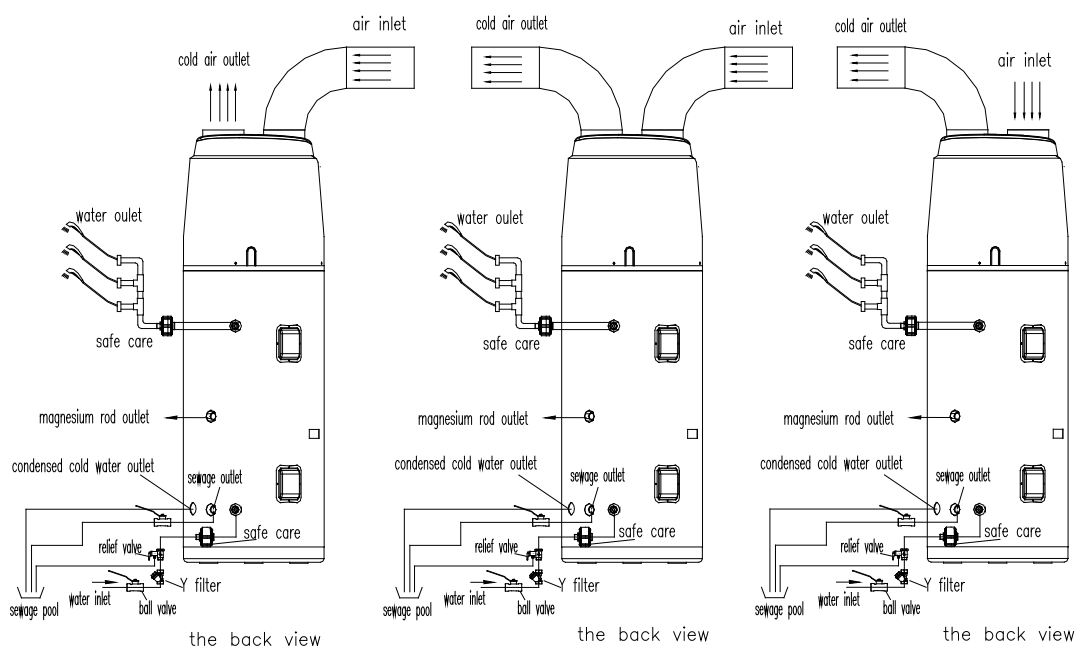 air inlet
cold air outlet
water oulet
safe care
magnesium rod outlet
condensed cold water outlet
sewage outlet
safe care
relief valve
Y filter
water inlet
ball valve
sewage pool
the back view
cold air outlet
air inlet
water oulet
safe care
magnesium rod outlet
condensed cold water outlet
sewage outlet
safe care
relief valve
Y filter
water inlet
ball valve
sewage pool
the back view
cold air outlet
air inlet
water oulet
safe care
magnesium rod outlet
condensed cold water outlet
sewage outlet
safe care
relief valve
Y filter
water inlet
ball valve
sewage pool
the back view